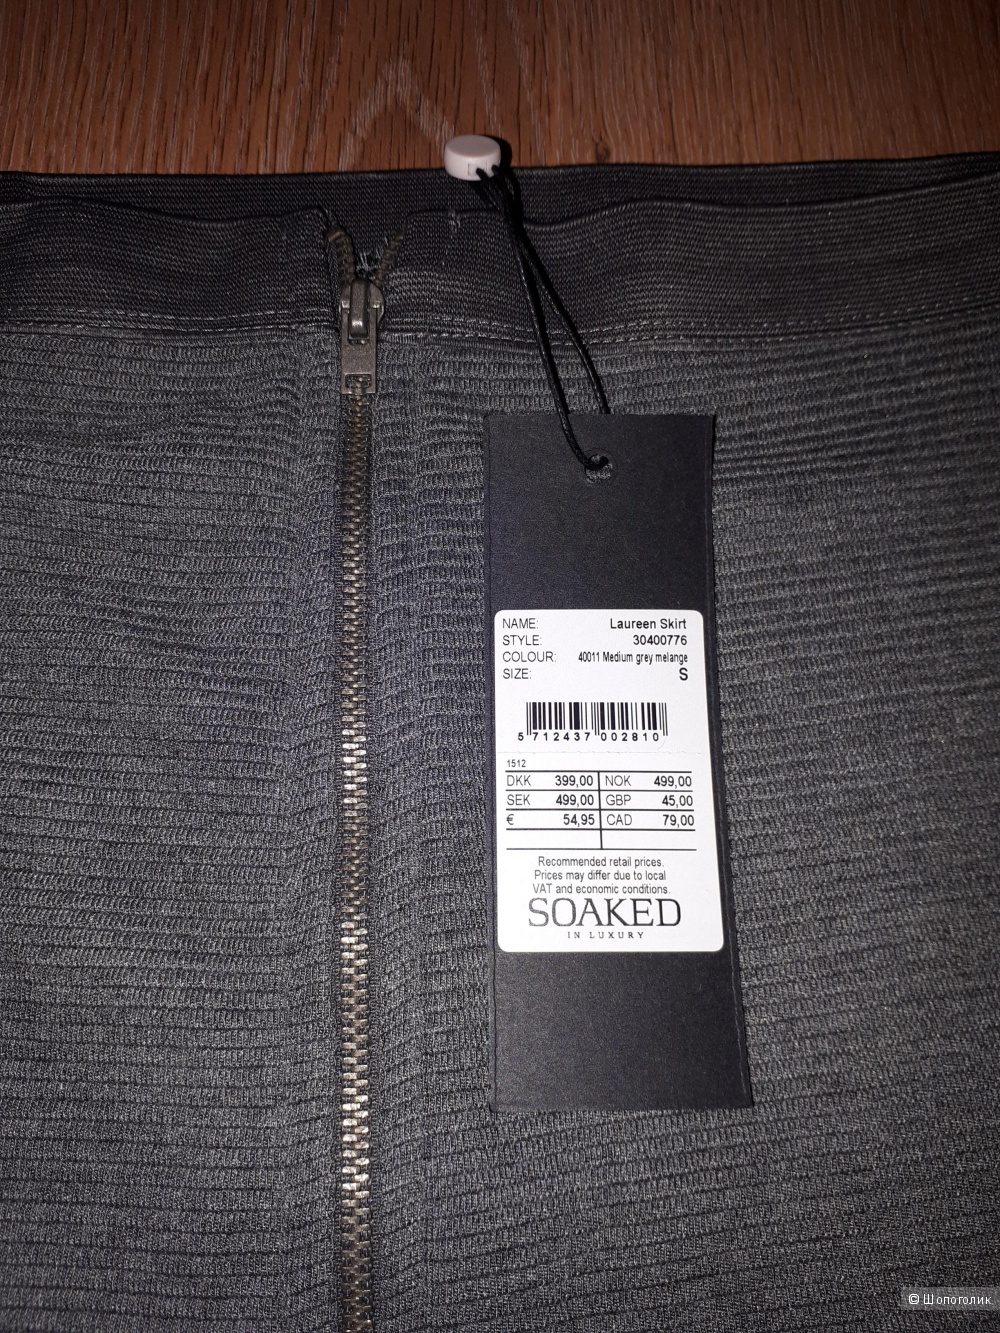 NAME: Laureen Skirt
STYLE: 30400776
COLOUR: 40011 Medium grey melange
SIZE: S
5 712437 002810
1512
DKK 399,00 NOK 499,00
SEK 499,00 GBP 45,00
€ 54,95 CAD 79,00
Recommended retail prices.
Prices may differ due to local
VAT and economic conditions.
SOAKED
IN LUXURY
© Шопоголик